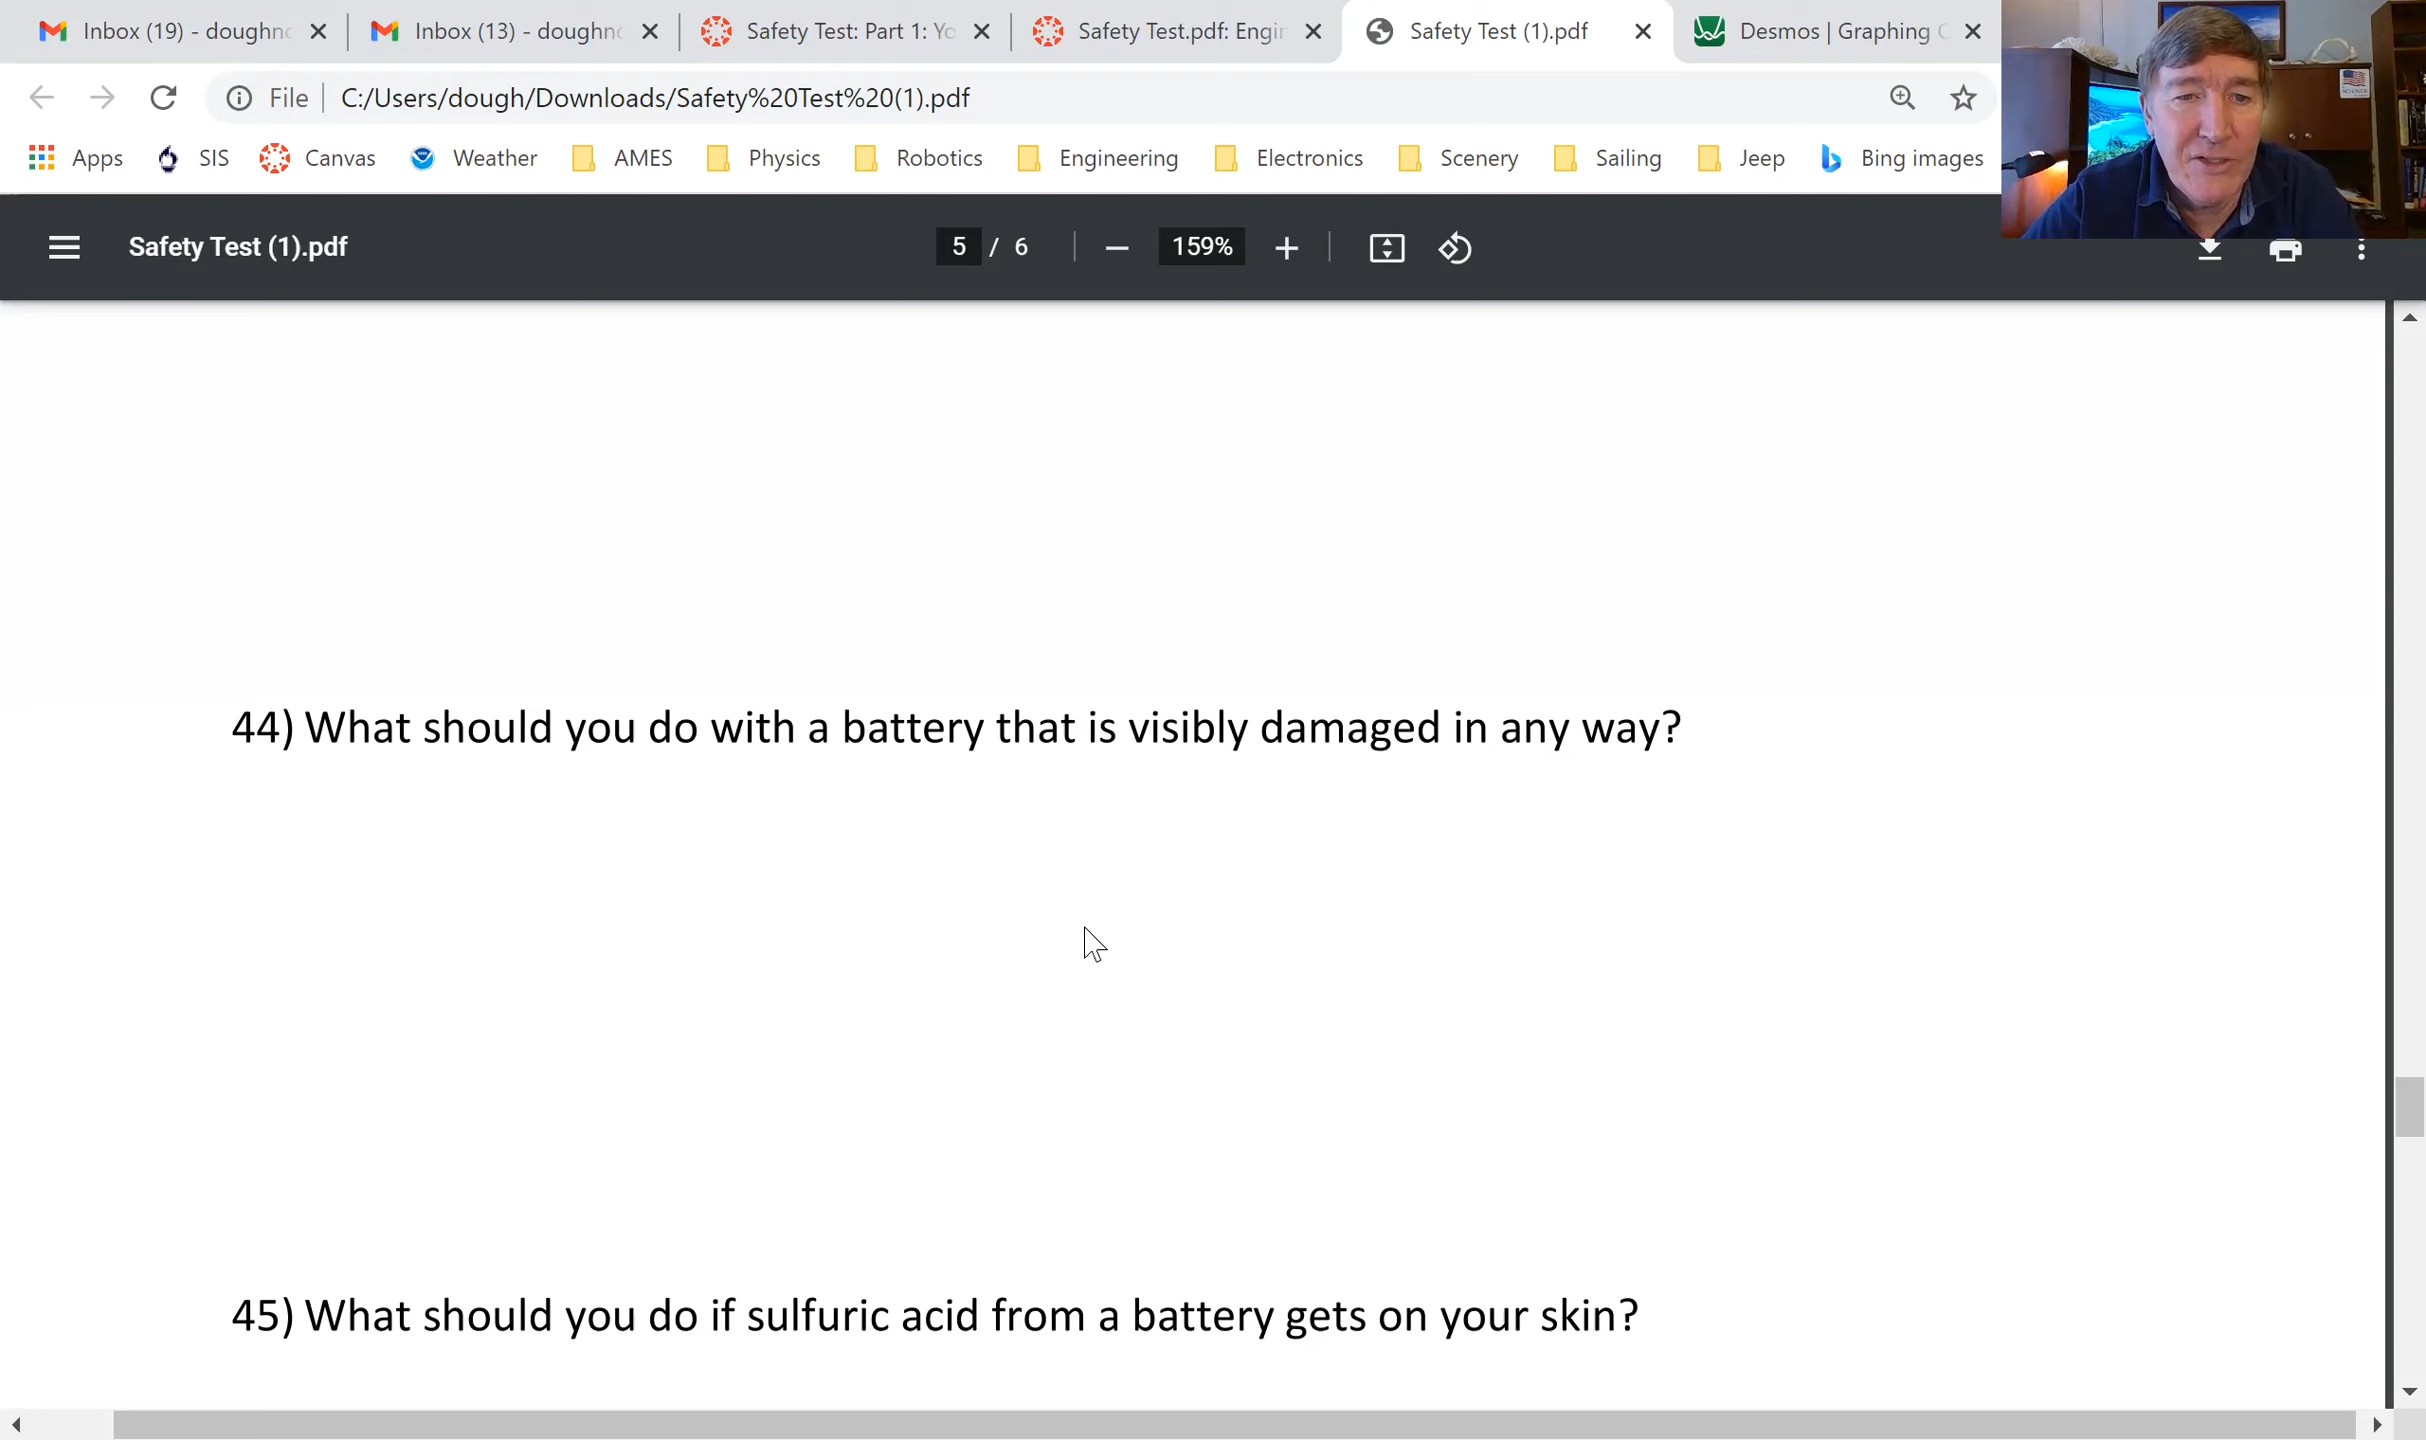 Inbox (19) - doughno
Inbox (13) - doughno
Safety Test: Part 1: Yo
Safety Test.pdf: Engin
Safety Test (1).pdf
Desmos | Graphing C
File
C:/Users/dough/Downloads/Safety%20Test%20(1).pdf
Apps SIS Canvas Weather AMES Physics Robotics Engineering Electronics Scenery Sailing Jeep Bing images
Safety Test (1).pdf
5 / 6
159%
44) What should you do with a battery that is visibly damaged in any way?
45) What should you do if sulfuric acid from a battery gets on your skin?